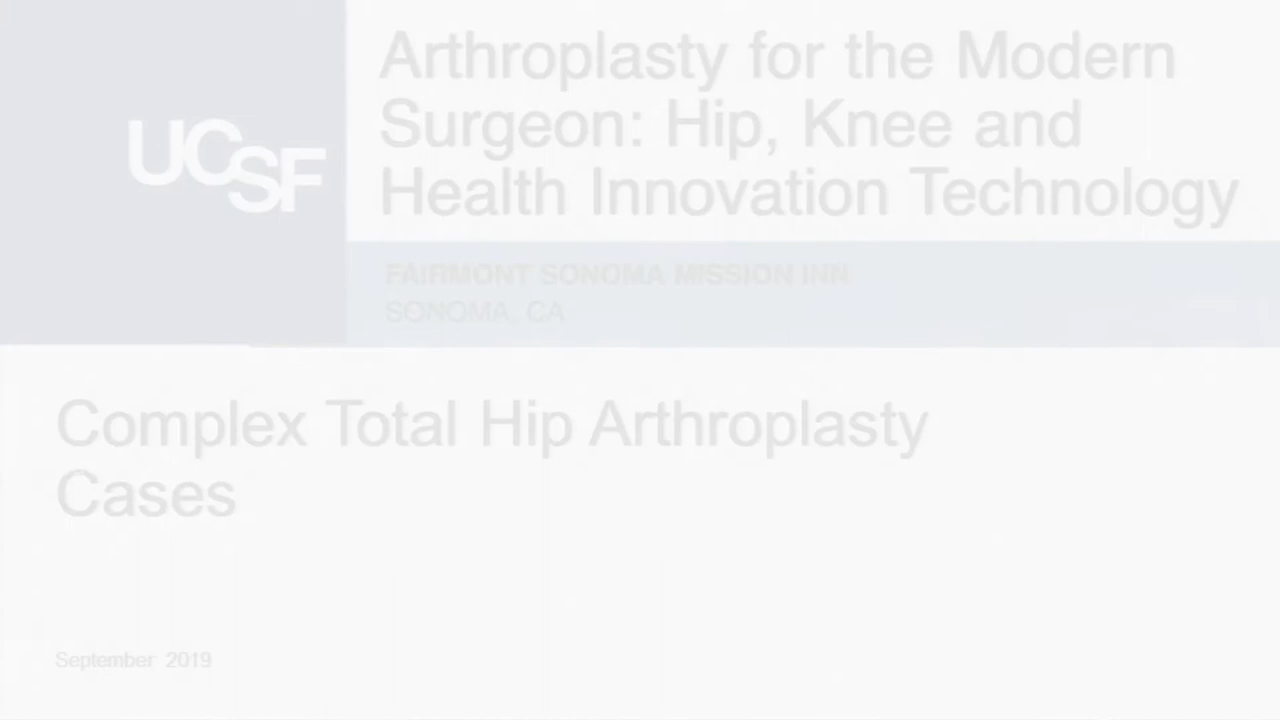 UCSF
Arthroplasty for the Modern
Surgeon: Hip, Knee and
Health Innovation Technology
FAIRMONT SONOMA MISSION INN
SONOMA, CA
Complex Total Hip Arthroplasty
Cases
September 2019